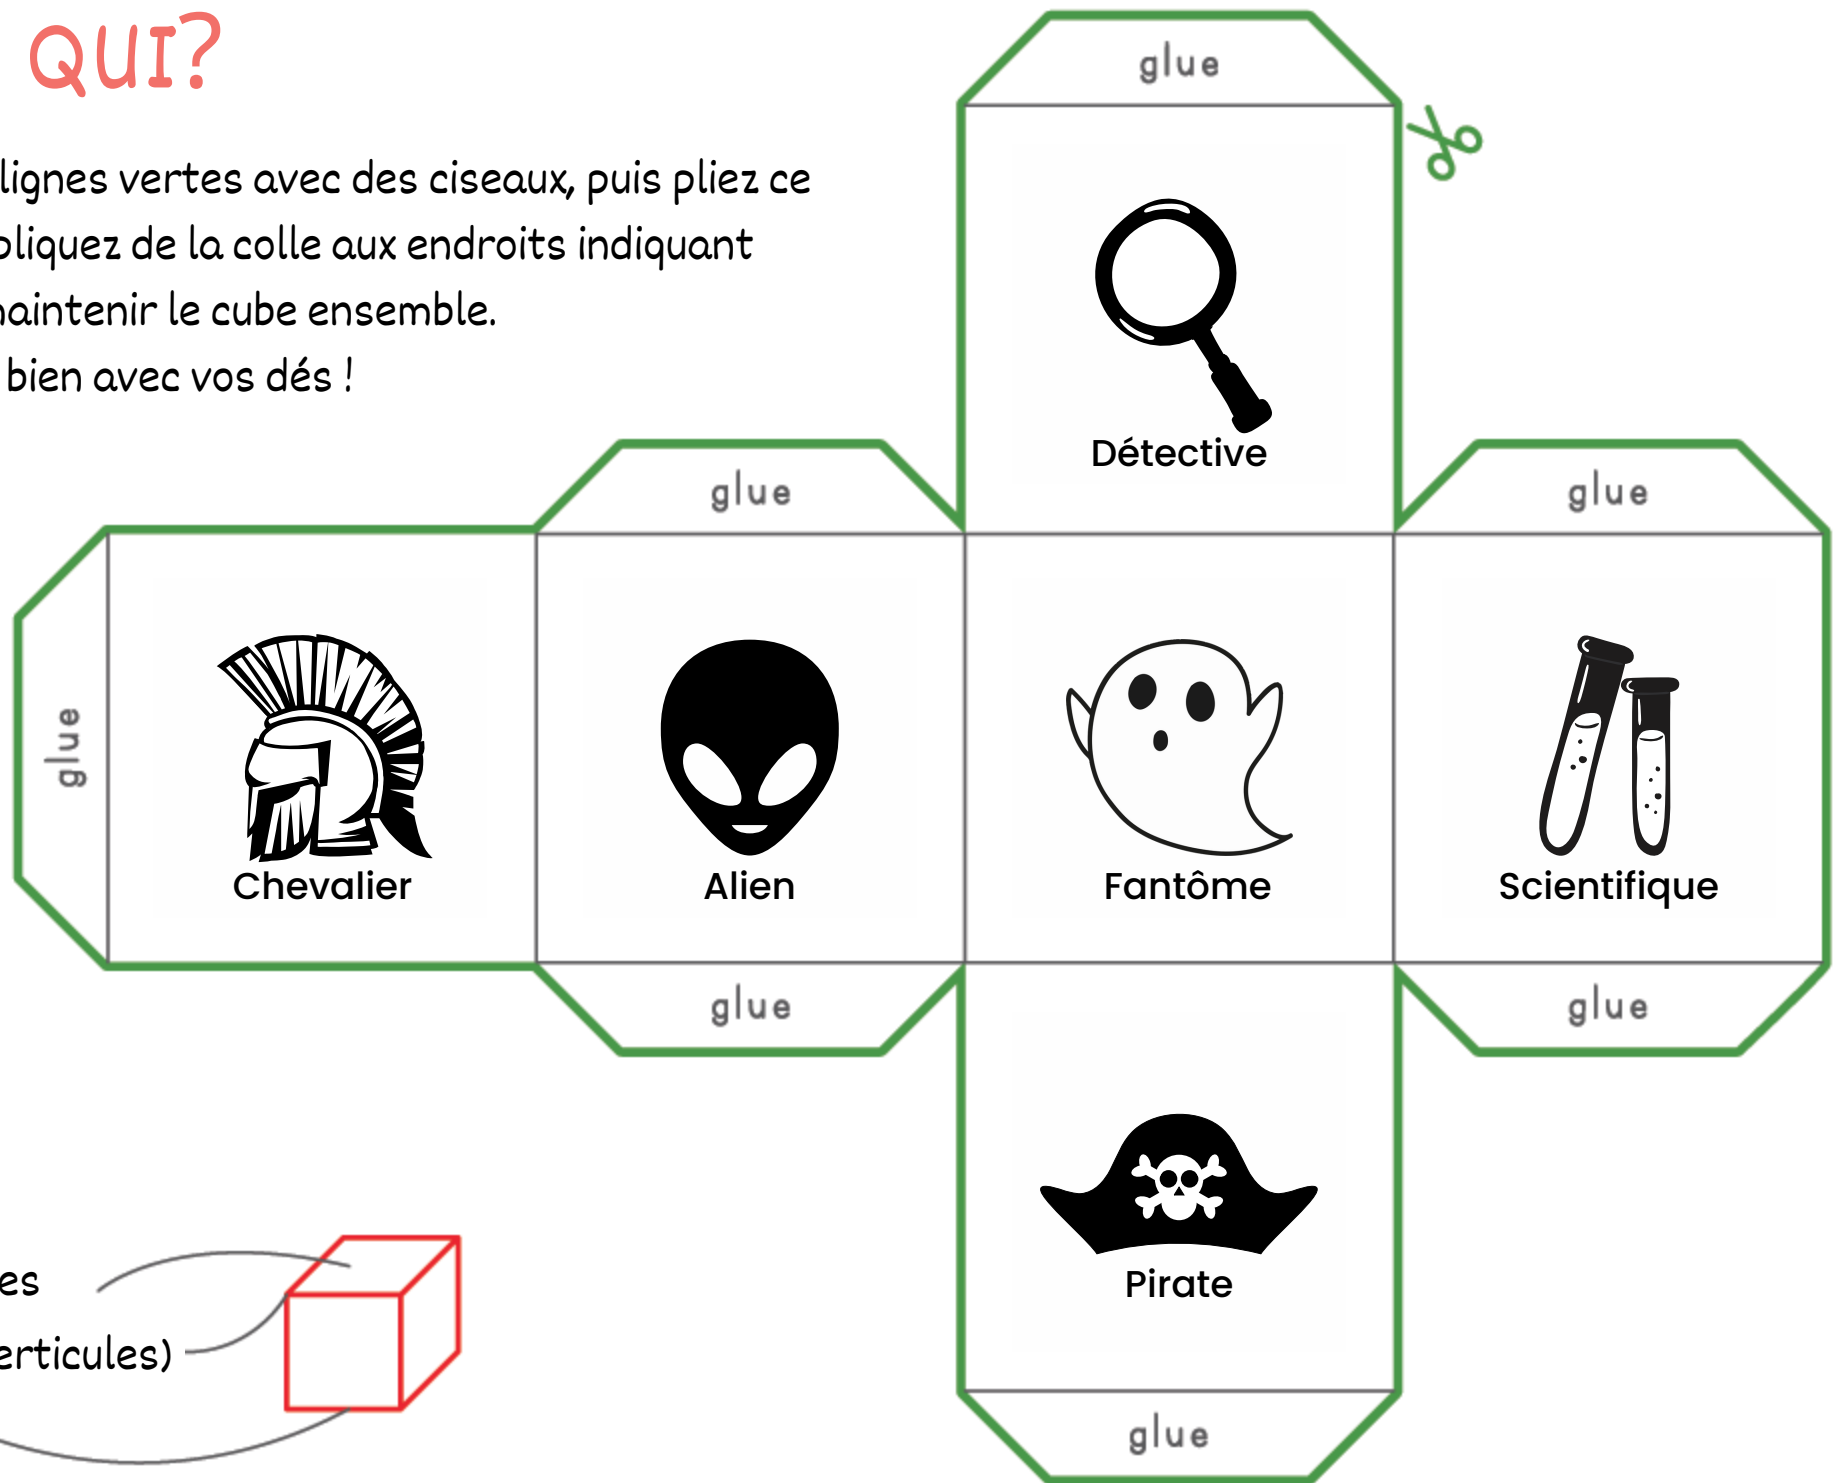 QUI?
lignes vertes avec des ciseaux, puis pliez ce
pliquez de la colle aux endroits indiquant
maintenir le cube ensemble.
bien avec vos dés !
glue
Détective
glue
glue
glue
Chevalier
Alien
Fantôme
Scientifique
glue
glue
Pirate
glue
es
erticules)